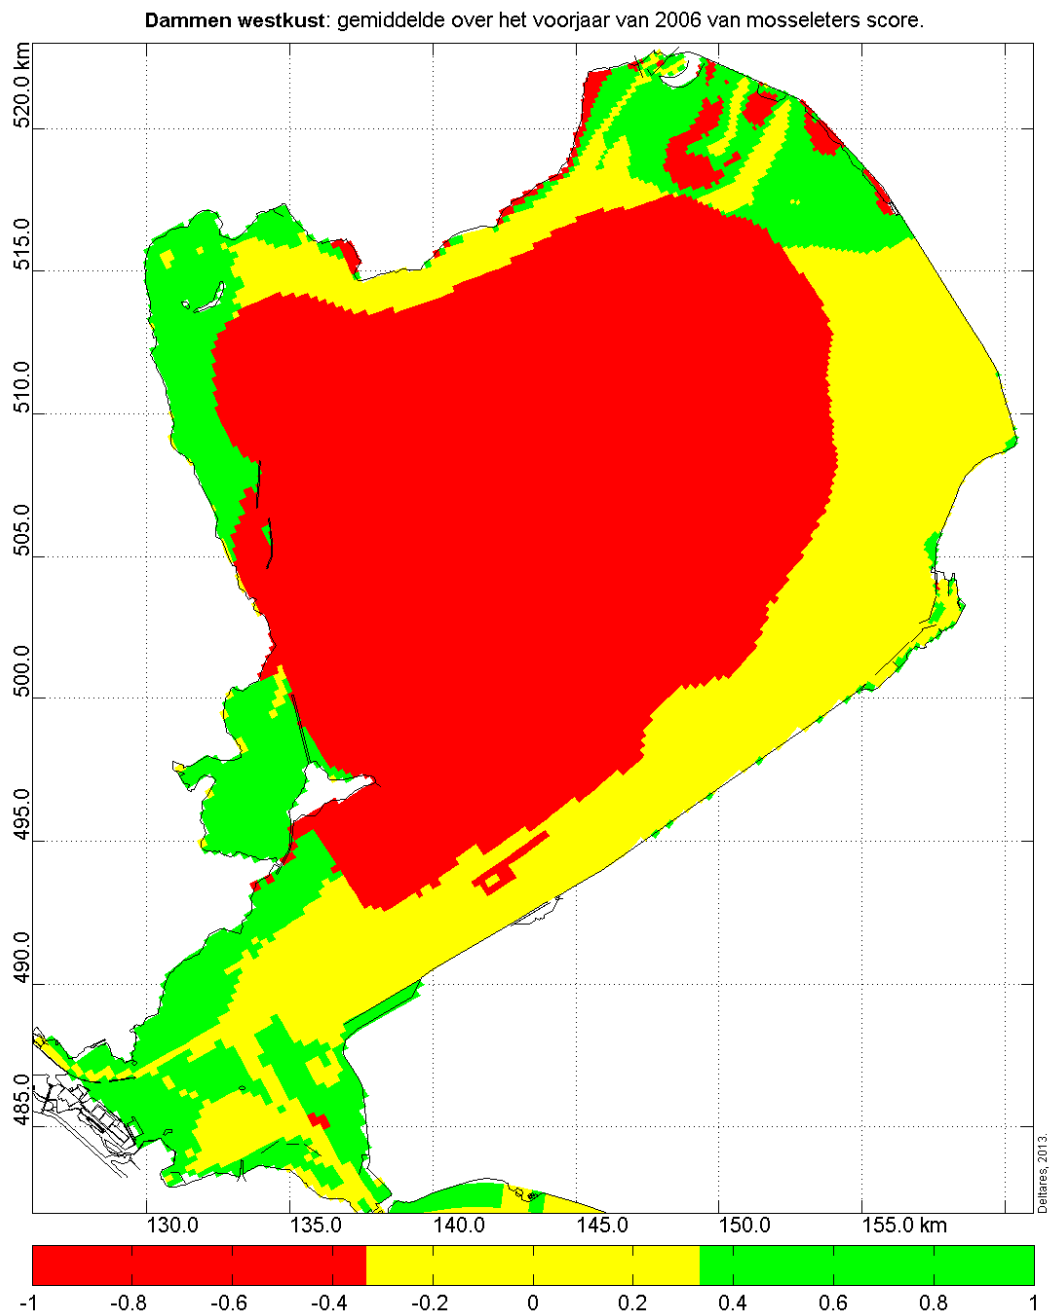 Dammen westkust: gemiddelde over het voorjaar van 2006 van mosseleters score.
520.0 km
515.0
510.0
505.0
500.0
495.0
490.0
485.0
130.0 135.0 140.0 145.0 150.0 155.0 km
Deltares, 2013.
-1 -0.8 -0.6 -0.4 -0.2 0 0.2 0.4 0.6 0.8 1